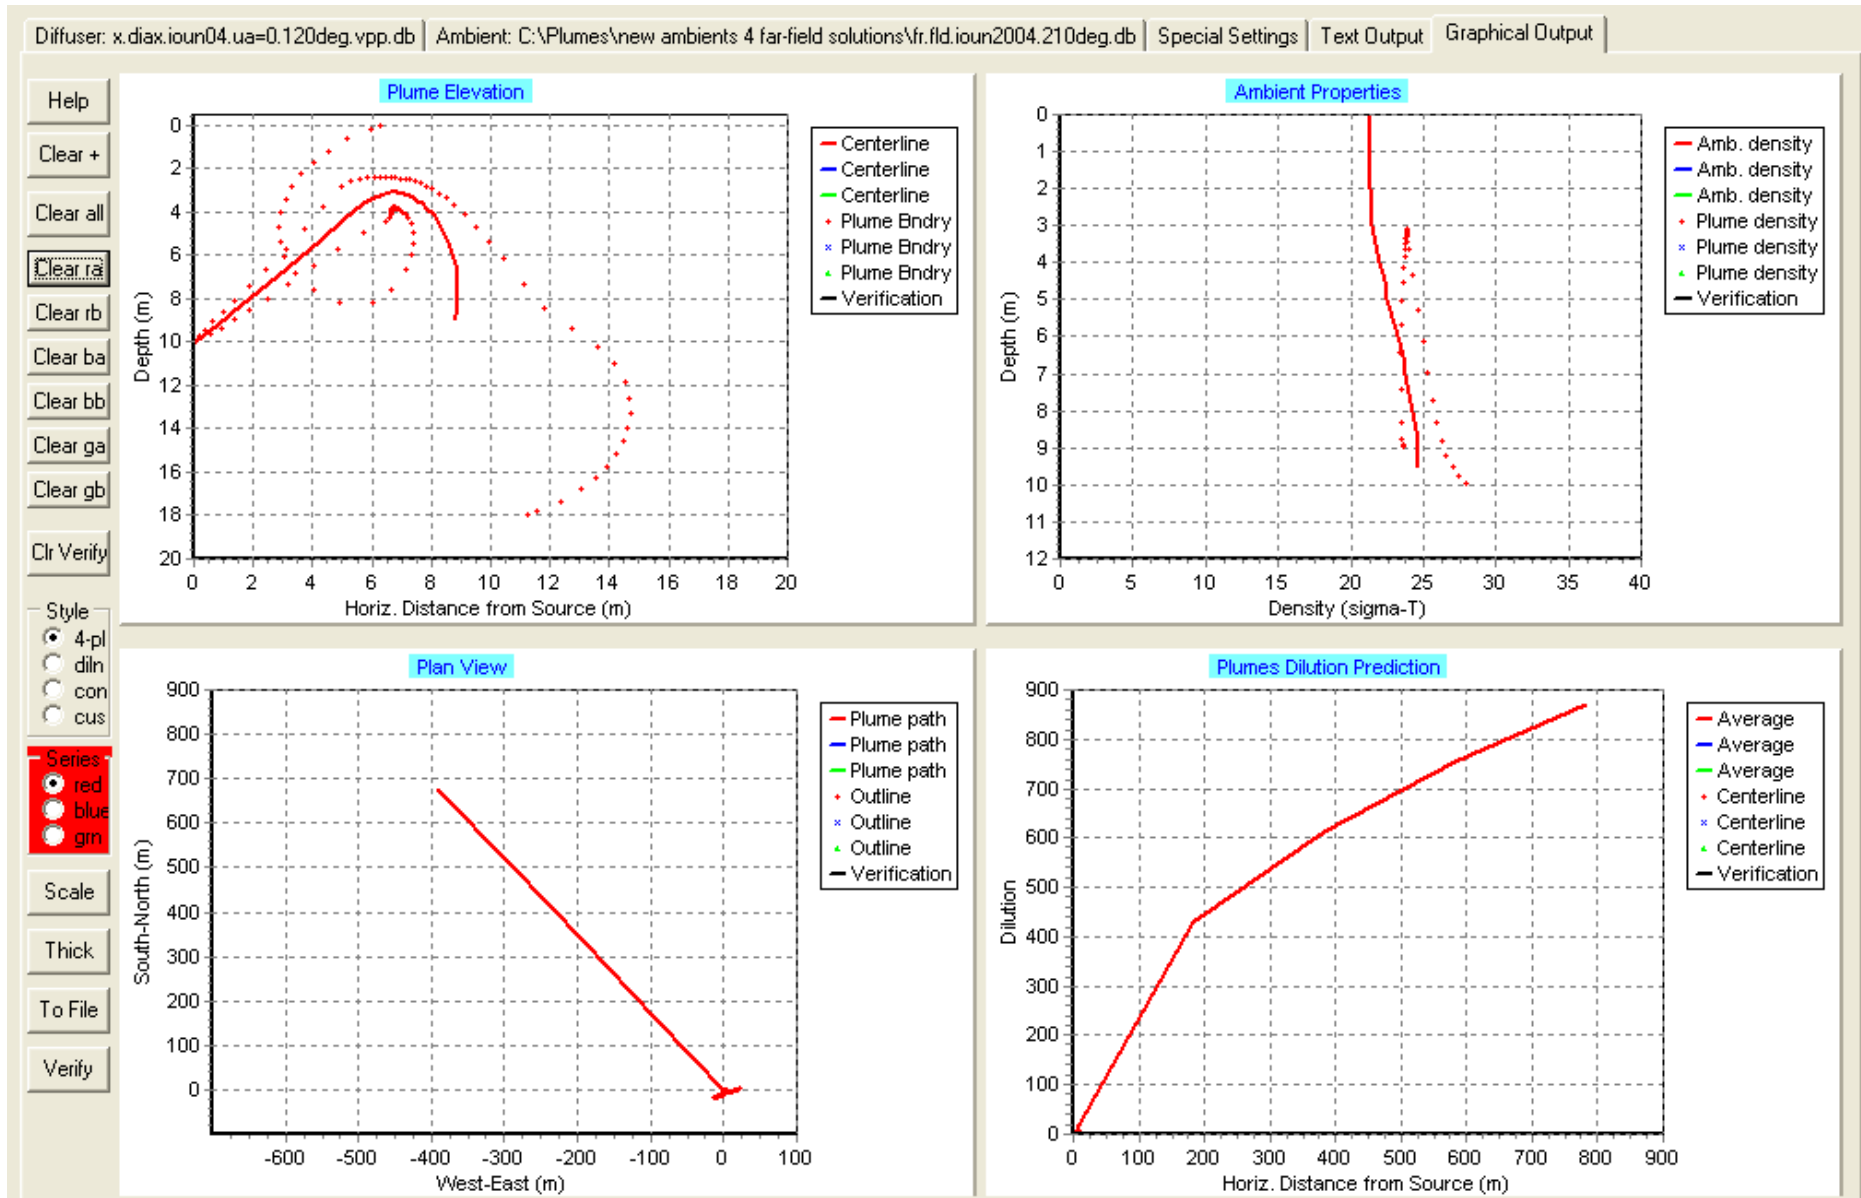 Diffuser: x.diax.ioun04.ua=0.120deg.vpp.db
Ambient: C:\Plumes\new ambients 4 far-field solutions\fr.fld.ioun2004.210deg.db
Special Settings
Text Output
Graphical Output
Help
Clear +
Clear all
Clear ra
Clear rb
Clear ba
Clear bb
Clear ga
Clear gb
Clr Verify
Style
4-pl
diln
con
cus
Series
red
blue
grn
Scale
Thick
To File
Verify
Plume Elevation
0
2
4
6
8
10
12
14
16
18
20
Depth (m)
0 2 4 6 8 10 12 14 16 18 20
Horiz. Distance from Source (m)
Centerline
Centerline
Centerline
Plume Bndry
Plume Bndry
Plume Bndry
Verification
Ambient Properties
0
1
2
3
4
5
6
7
8
9
10
11
12
Depth (m)
0 5 10 15 20 25 30 35 40
Density (sigma-T)
Amb. density
Amb. density
Amb. density
Plume density
Plume density
Plume density
Verification
Plan View
900
800
700
600
500
400
300
200
100
0
South-North (m)
-600 -500 -400 -300 -200 -100 0 100
West-East (m)
Plume path
Plume path
Plume path
Outline
Outline
Outline
Verification
Plumes Dilution Prediction
900
800
700
600
500
400
300
200
100
0
Dilution
0 100 200 300 400 500 600 700 800 900
Horiz. Distance from Source (m)
Average
Average
Average
Centerline
Centerline
Centerline
Verification